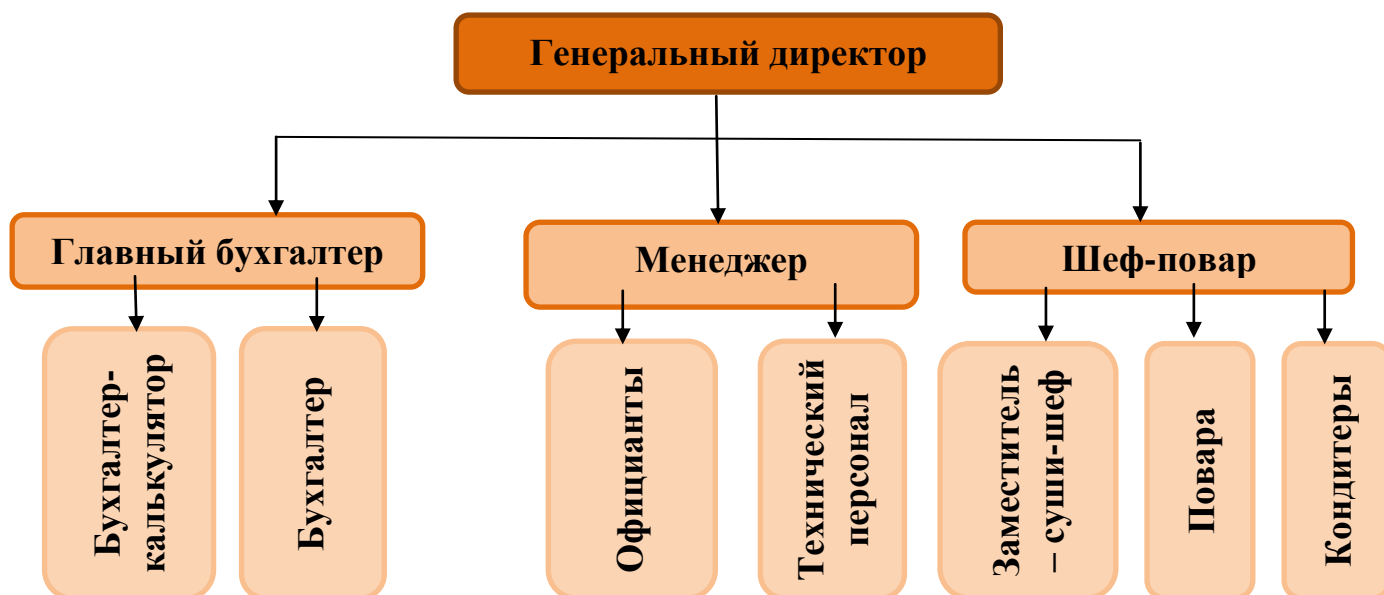 Генеральный директор
Главный бухгалтер
Менеджер
Шеф-повар
Бухгалтер-
калькулятор
Бухгалтер
Официанты
Технический
персонал
Заместитель
– суши-шеф
Повара
Кондитеры